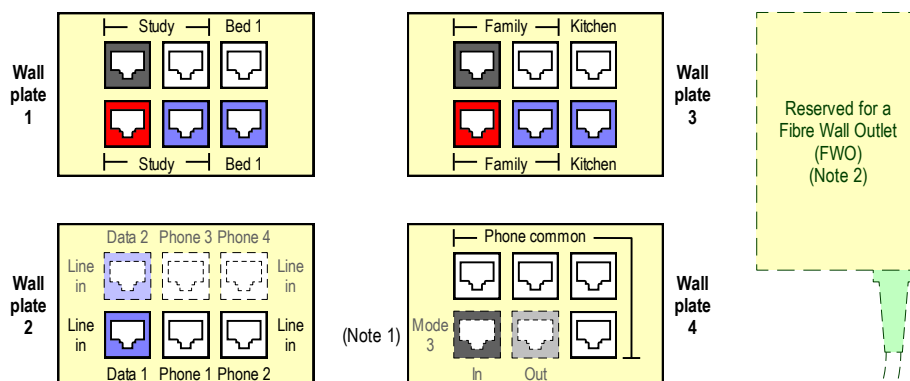 Study Bed 1
Wall
plate
1
Study Bed 1
Family Kitchen
Wall
plate
3
Family Kitchen
Reserved for a
Fibre Wall Outlet
(FWO)
(Note 2)
Data 2 Phone 3 Phone 4
Line
in
Line
in
Wall
plate
2
Line
in
Line
in
Data 1 Phone 1 Phone 2
Phone common
Wall
plate
4
(Note 1)
Mode
3
In Out